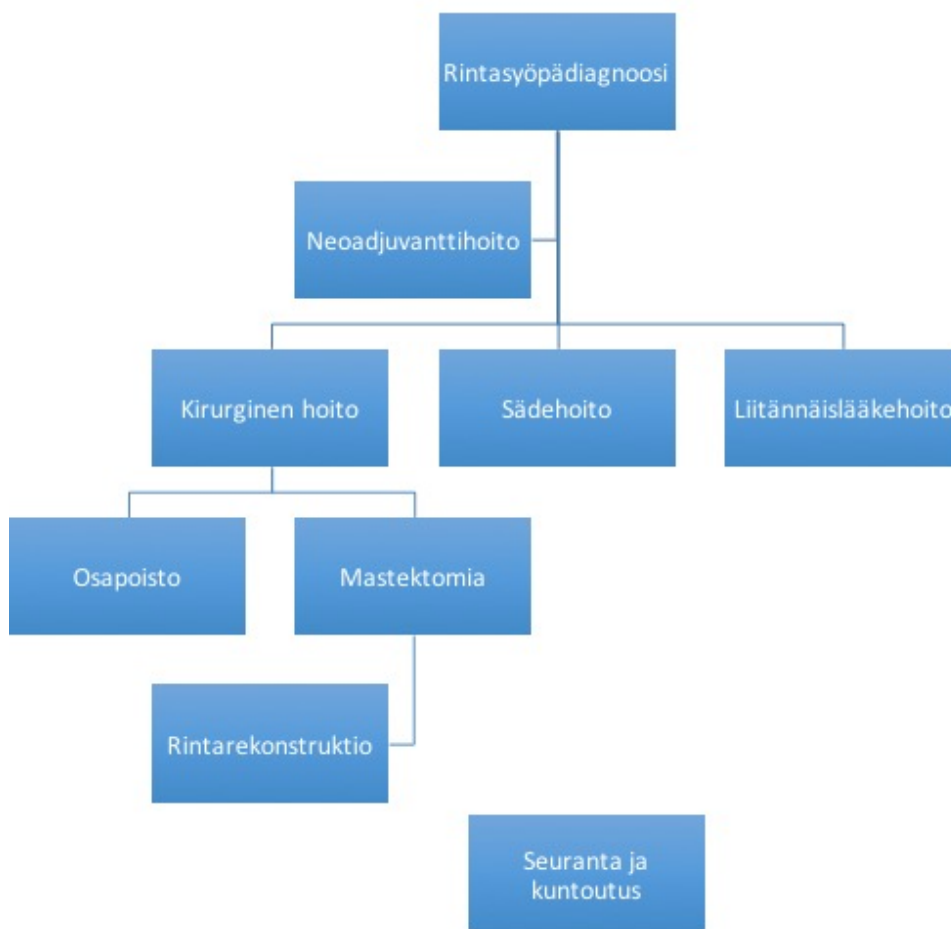 Rintasyöpädiagnoosi
Neoadjuvanttihoito
Kirurginen hoito
Sädehoito
Liitännäislääkehoito
Osapoisto
Mastektomia
Rintarekonstruktio
Seuranta ja
kuntoutus